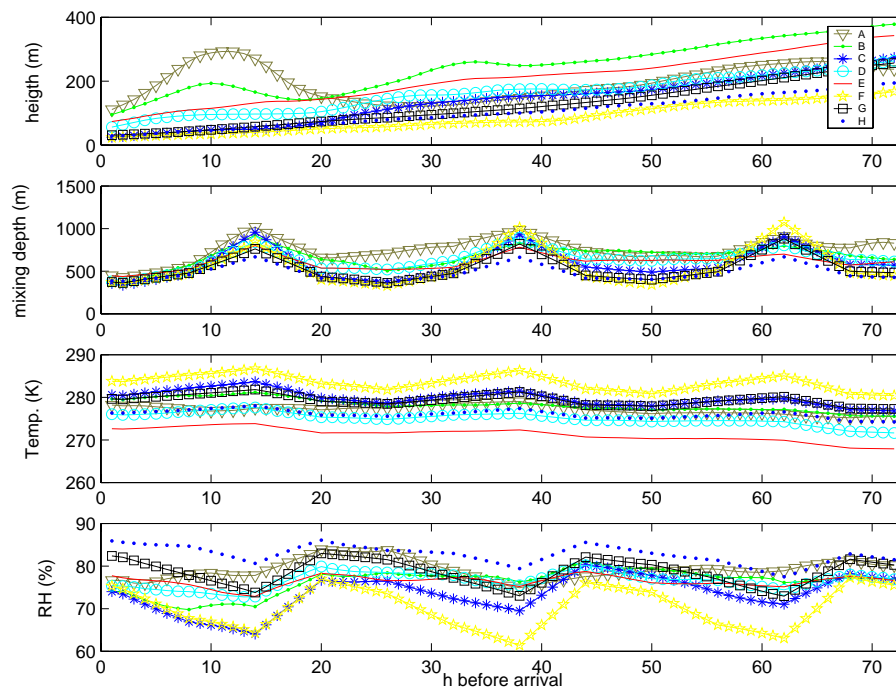 400
200
0
heigth (m)
0 10 20 30 40 50 60 70
A
B
C
D
E
F
G
H
1500
1000
500
0
mixing depth (m)
0 10 20 30 40 50 60 70
290
280
270
260
Temp. (K)
0 10 20 30 40 50 60 70
90
80
70
60
RH (%)
0 10 20 30 40 50 60 70
h before arrival